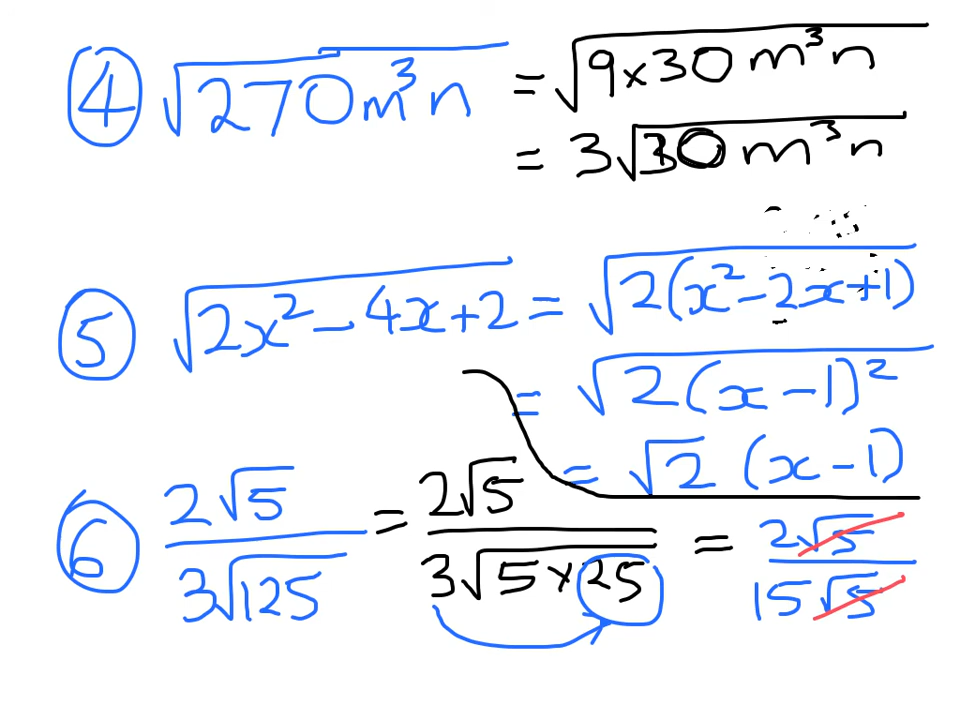 ④ √270m³n = √9×30 m³n
= 3√30 m³n
⑤ √2x²-4x+2 = √2(x²-2x+1)
= √2(x-1)²
= √2 (x-1)
⑥ 2√5/3√125 = 2√5/3√5×25 = 2√5/15√5